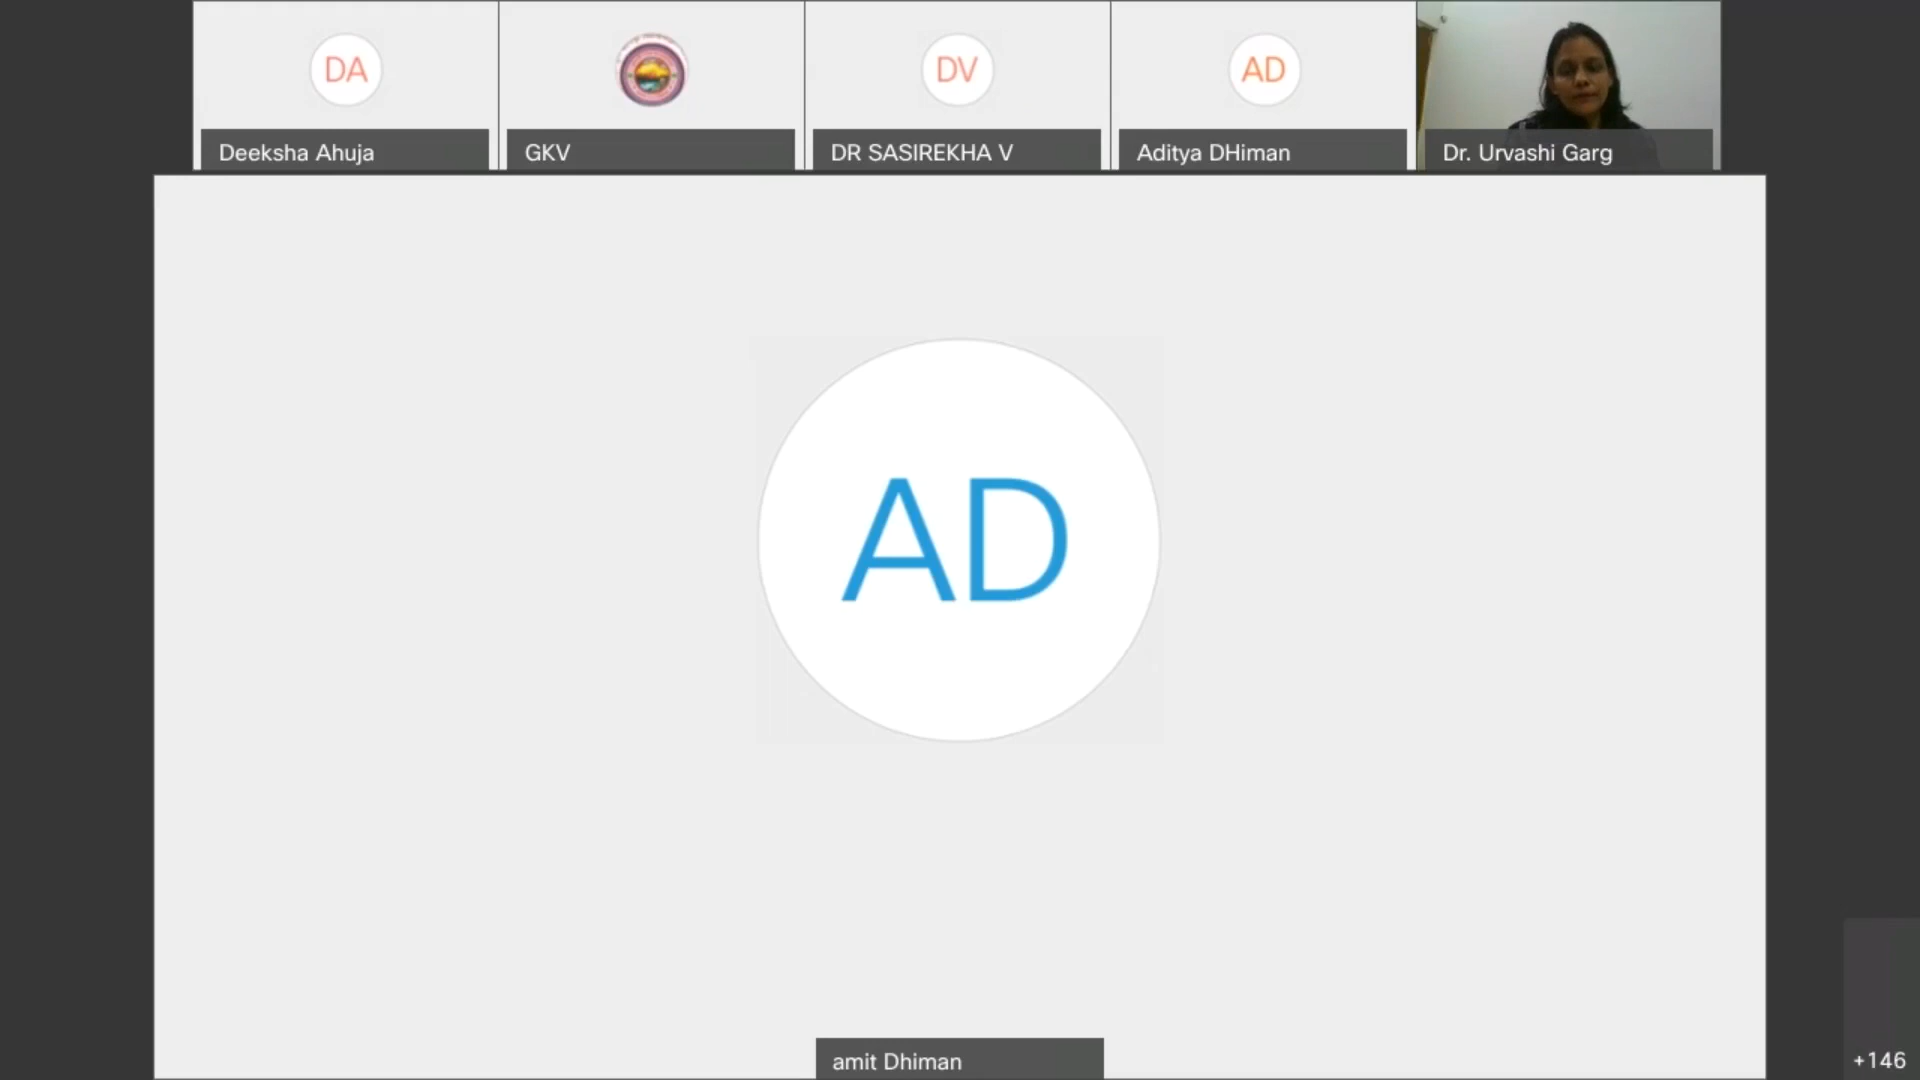 DA
DV
AD
Deeksha Ahuja
GKV
DR SASIREKHA V
Aditya DHiman
Dr. Urvashi Garg
AD
amit Dhiman
+146